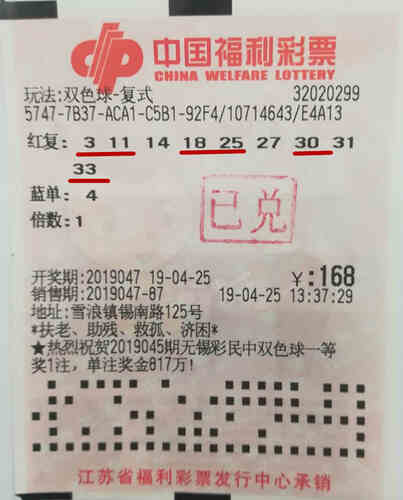 中国福利彩票
CHINA WELFARE LOTTERY
玩法:双色球-复式 32020299
5747-7B37-ACA1-C5B1-92F4/10714643/E4A13
红复: 3 11 14 18 25 27 30 31
33
蓝单: 4
倍数:1
已兑
开奖期:2019047 19-04-25 ¥:168
销售期:2019047-87 19-04-25 13:37:29
地址:雪浪镇锡南路125号
*扶老、助残、救孤、济困*
★热烈祝贺2019045期无锡彩民中双色球一等
奖1注，单注奖金817万!
江苏省福利彩票发行中心承销